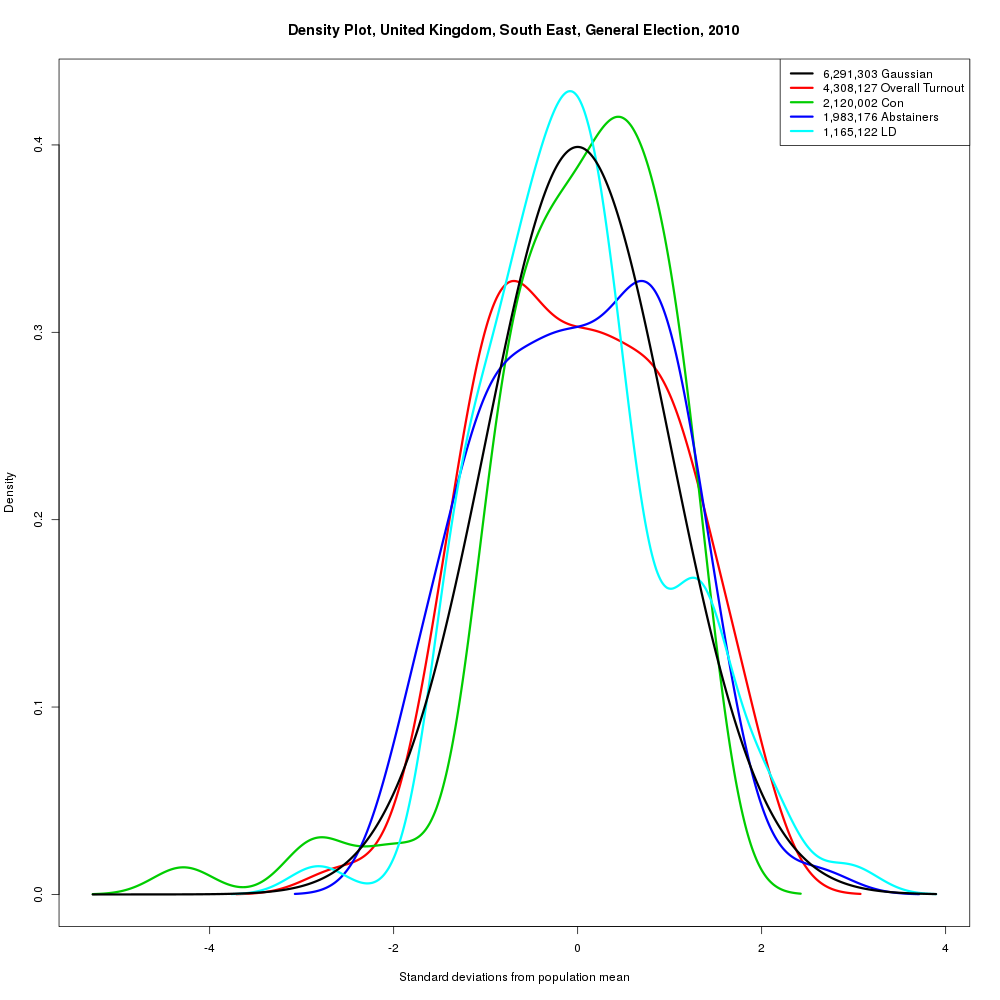 Density Plot, United Kingdom, South East, General Election, 2010
6,291,303 Gaussian
4,308,127 Overall Turnout
2,120,002 Con
1,983,176 Abstainers
1,165,122 LD
Density
0.4
0.3
0.2
0.1
0.0
-4 -2 0 2 4
Standard deviations from population mean